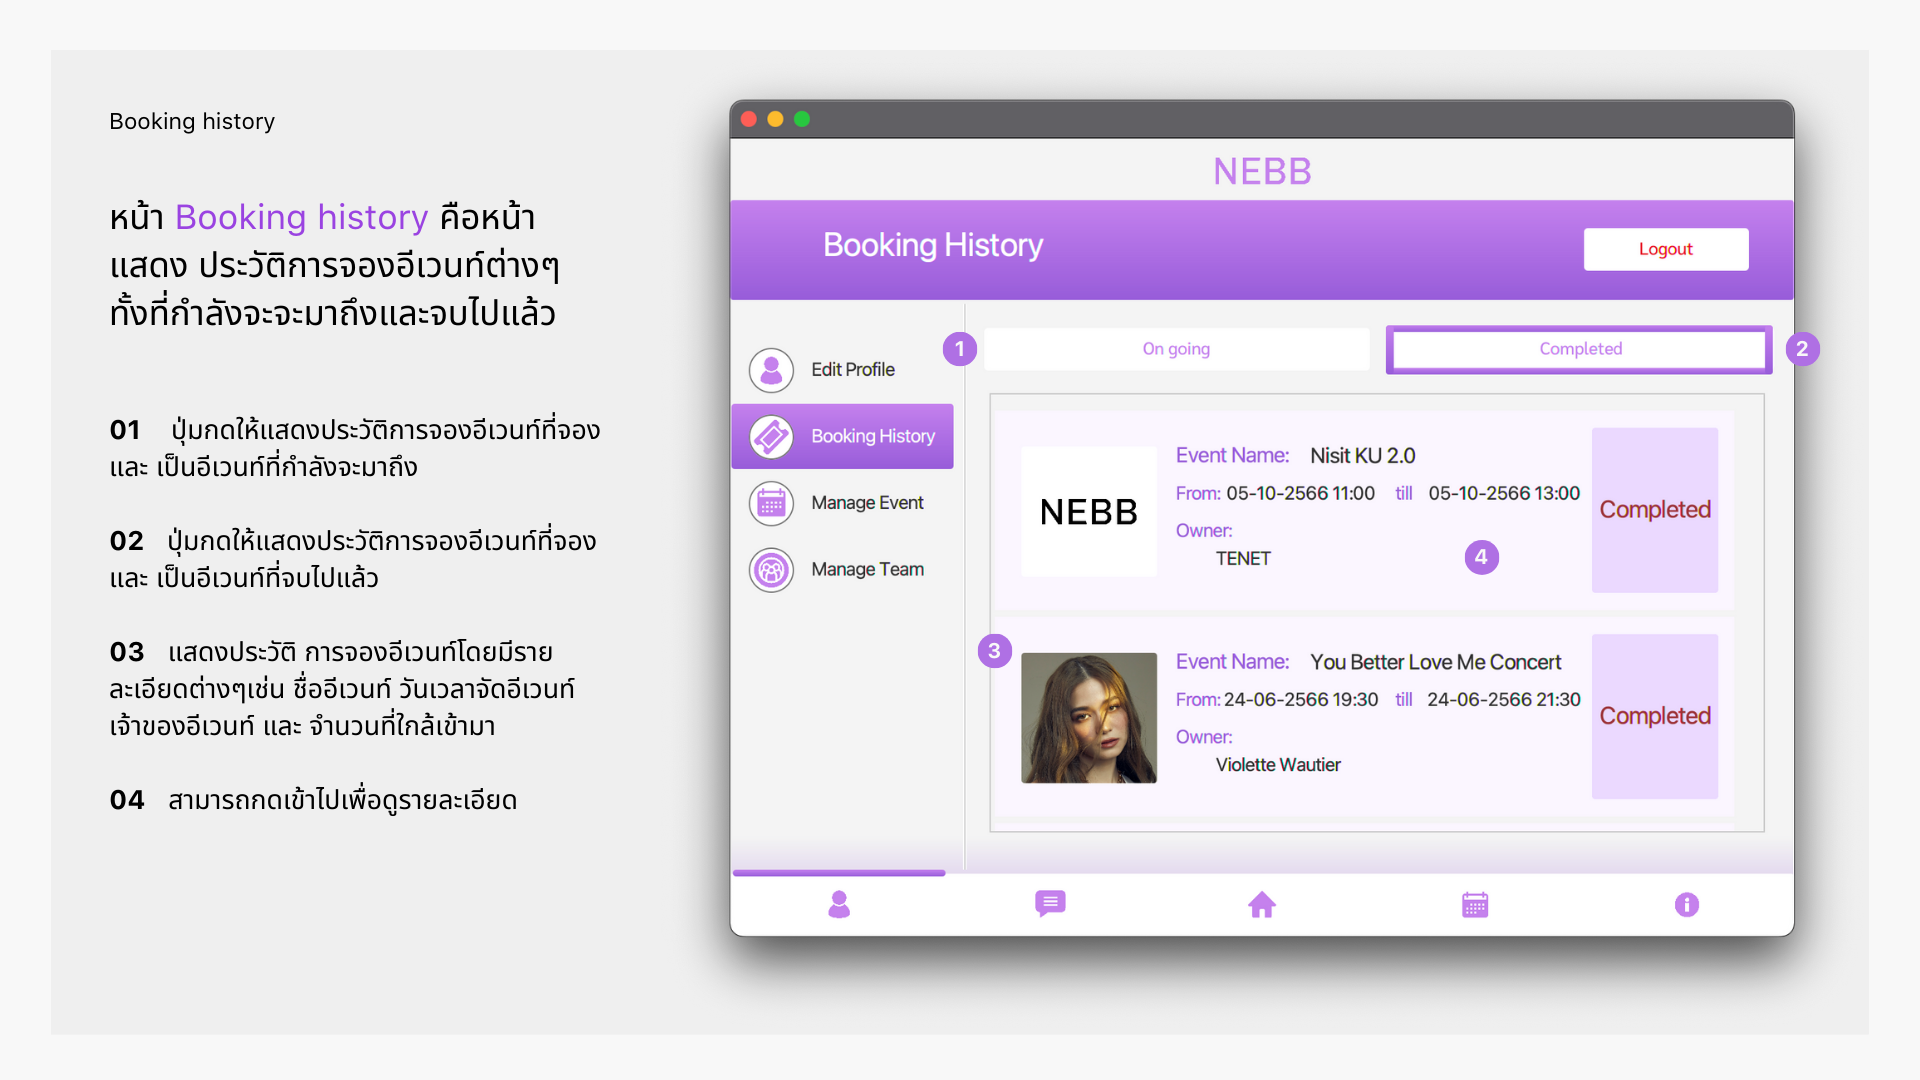 Booking history
หน้า Booking history คือหน้า
แสดง ประวัติการจองอีเวนท์ต่างๆ
ทั้งที่กำลังจะจะมาถึงและจบไปแล้ว
01 ปุ่มกดให้แสดงประวัติการจองอีเวนท์ที่จอง
และ เป็นอีเวนท์ที่กำลังจะมาถึง
02 ปุ่มกดให้แสดงประวัติการจองอีเวนท์ที่จอง
และ เป็นอีเวนท์ที่จบไปแล้ว
03 แสดงประวัติ การจองอีเวนท์โดยมีราย
ละเอียดต่างๆเช่น ชื่ออีเวนท์ วันเวลาจัดอีเวนท์
เจ้าของอีเวนท์ และ จำนวนที่ใกล้เข้ามา
04 สามารถกดเข้าไปเพื่อดูรายละเอียด
NEBB
Booking History
Logout
Edit Profile
Booking History
Manage Event
Manage Team
1
On going
Completed
2
NEBB
Event Name: Nisit KU 2.0
From: 05-10-2566 11:00 till 05-10-2566 13:00
Owner:
TENET
4
Completed
3
Event Name: You Better Love Me Concert
From: 24-06-2566 19:30 till 24-06-2566 21:30
Owner:
Violette Wautier
Completed